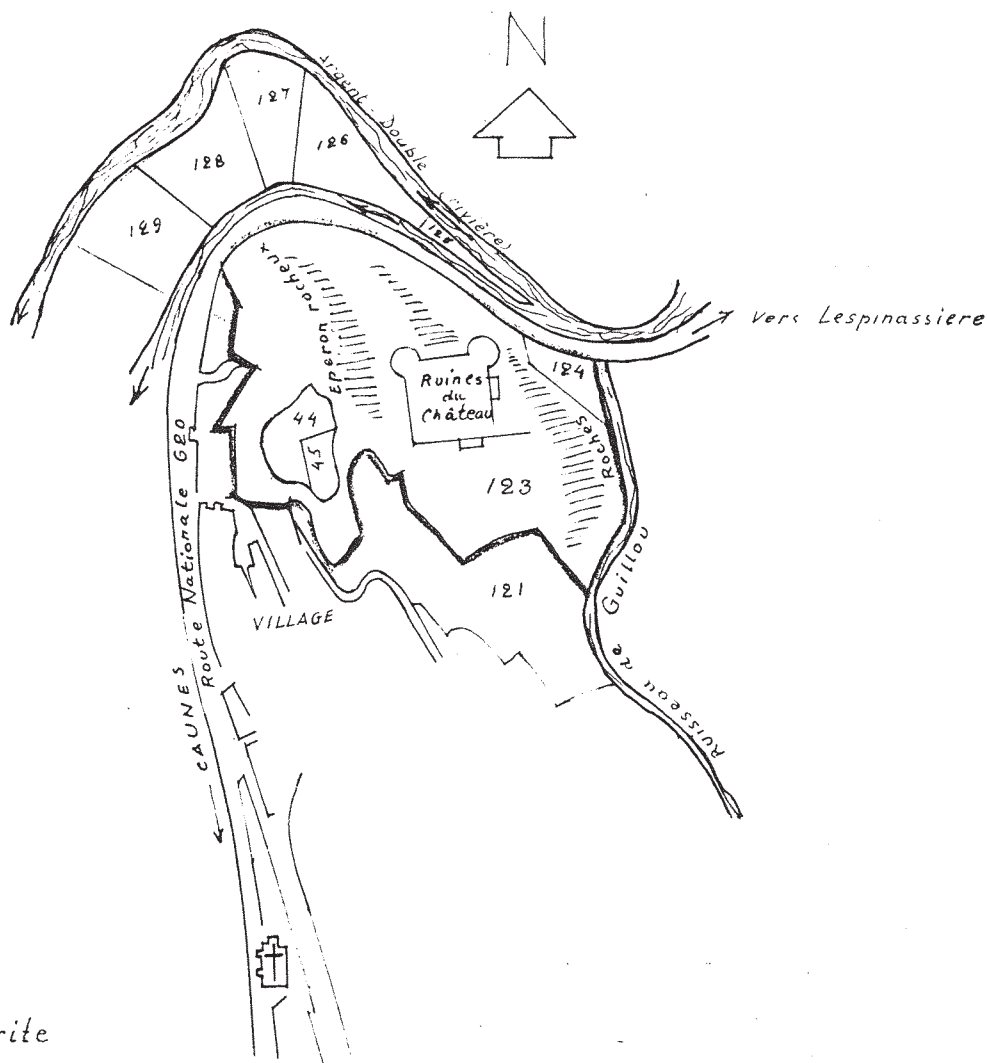 N
Argent-Double (rivière)
127
126
128
129
125
Vers Lespinassière
Eperon rocheux
Ruines
du
Château
124
44
45
Roches
123
121
Route Nationale 620
Ruisseau de Guillou
VILLAGE
CAUNES
rite